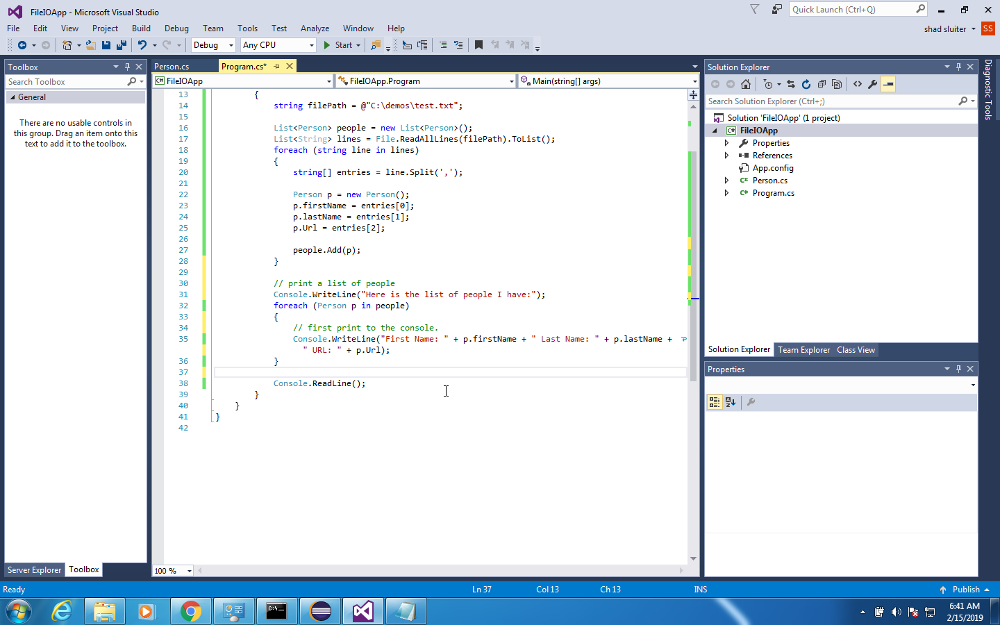 FileIOApp - Microsoft Visual Studio
Quick Launch (Ctrl+Q)
File Edit View Project Build Debug Team Tools Test Analyze Window Help
shad sluiter SS
Debug Any CPU Start
Toolbox
Search Toolbox
General
There are no usable controls in
this group. Drag an item onto this
text to add it to the toolbox.
Server Explorer Toolbox
Person.cs Program.cs*
C# FileIOApp FileIOApp.Program Main(string[] args)
13 {
14 string filePath = @"C:\demos\test.txt";
15
16 List<Person> people = new List<Person>();
17 List<String> lines = File.ReadAllLines(filePath).ToList();
18 foreach (string line in lines)
19 {
20 string[] entries = line.Split(',');
21
22 Person p = new Person();
23 p.firstName = entries[0];
24 p.lastName = entries[1];
25 p.Url = entries[2];
26
27 people.Add(p);
28 }
29
30 // print a list of people
31 Console.WriteLine("Here is the list of people I have:");
32 foreach (Person p in people)
33 {
34 // first print to the console.
35 Console.WriteLine("First Name: " + p.firstName + " Last Name: " + p.lastName +
" URL: " + p.Url);
36 }
37
38 Console.ReadLine();
39 }
40 }
41 }
42
100 %
Solution Explorer
Search Solution Explorer (Ctrl+;)
Solution 'FileIOApp' (1 project)
C# FileIOApp
Properties
References
App.config
C# Person.cs
C# Program.cs
Solution Explorer Team Explorer Class View
Properties
Diagnostic Tools
Ready Ln 37 Col 13 Ch 13 INS Publish
C:\
6:41 AM
2/15/2019